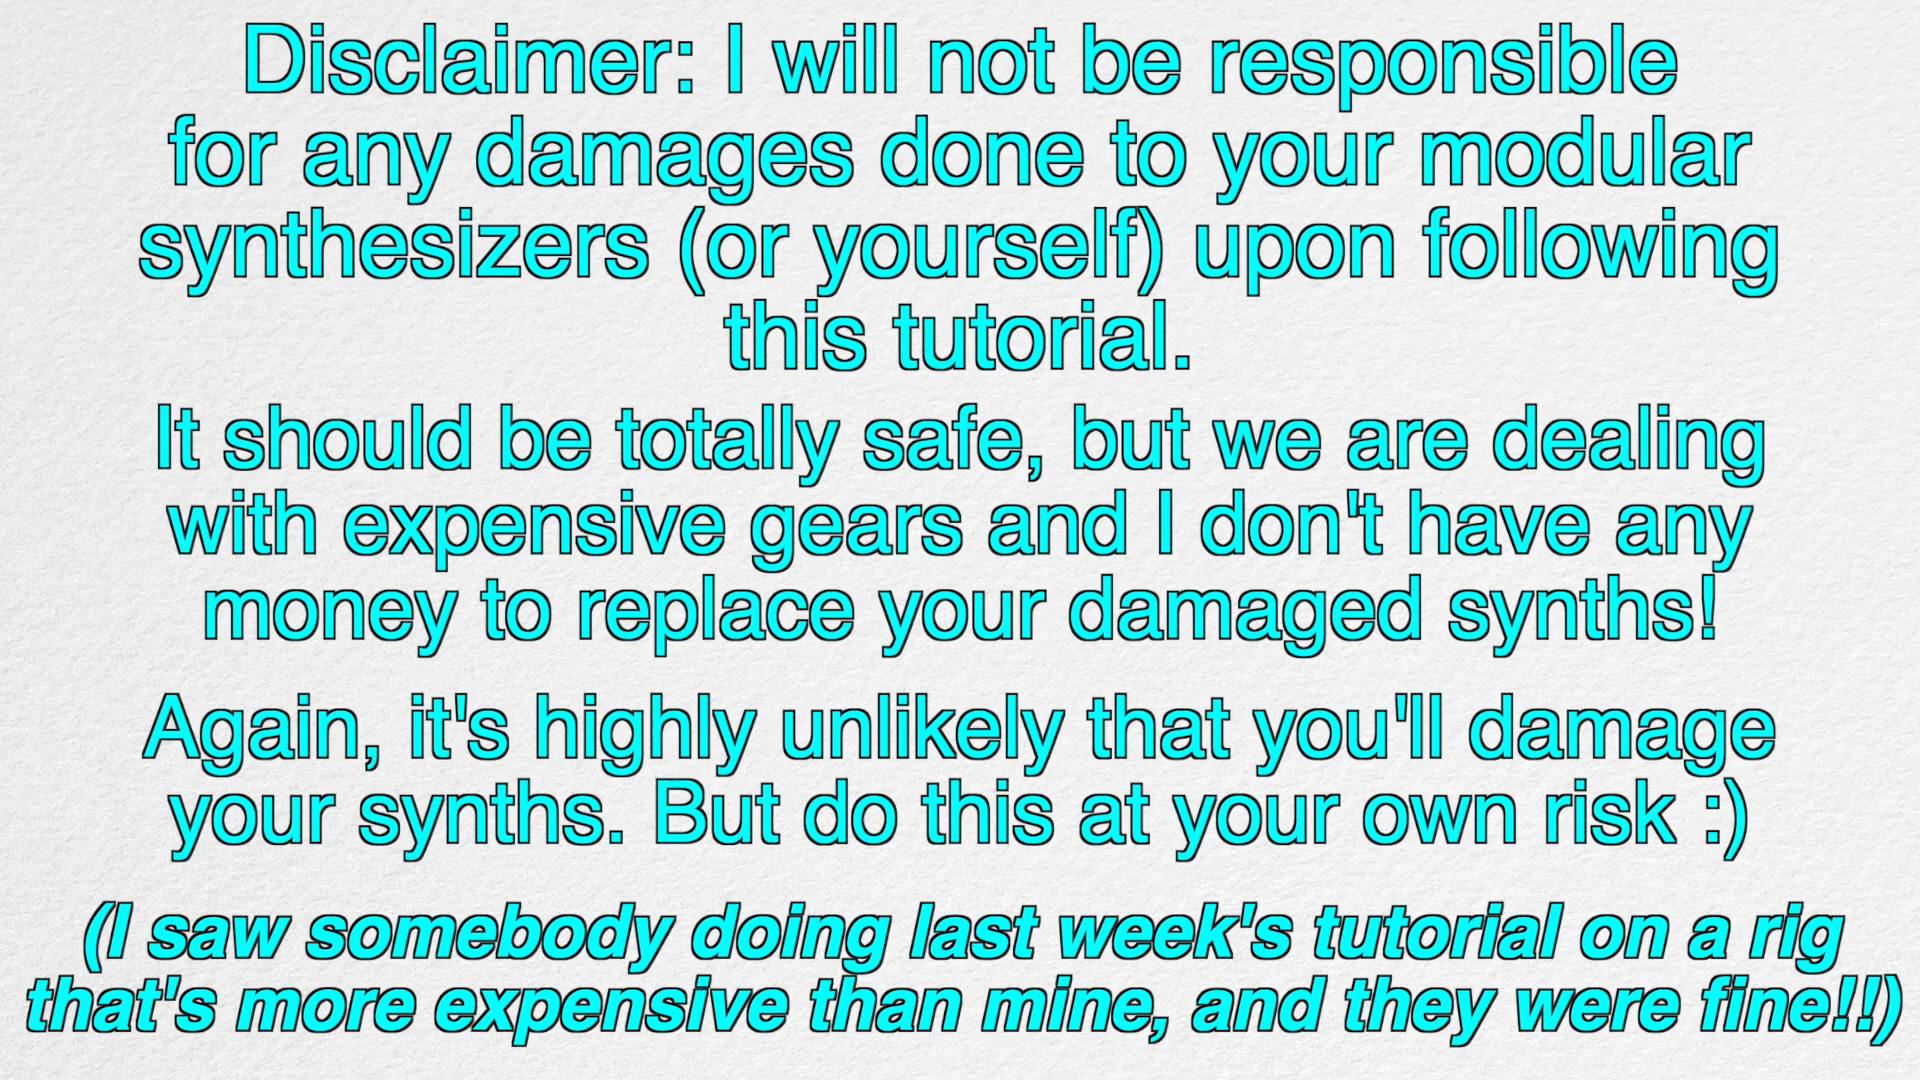 Disclaimer: I will not be responsible
for any damages done to your modular
synthesizers (or yourself) upon following
this tutorial.
It should be totally safe, but we are dealing
with expensive gears and I don't have any
money to replace your damaged synths!
Again, it's highly unlikely that you'll damage
your synths. But do this at your own risk :)
(I saw somebody doing last week's tutorial on a rig
that's more expensive than mine, and they were fine!!)